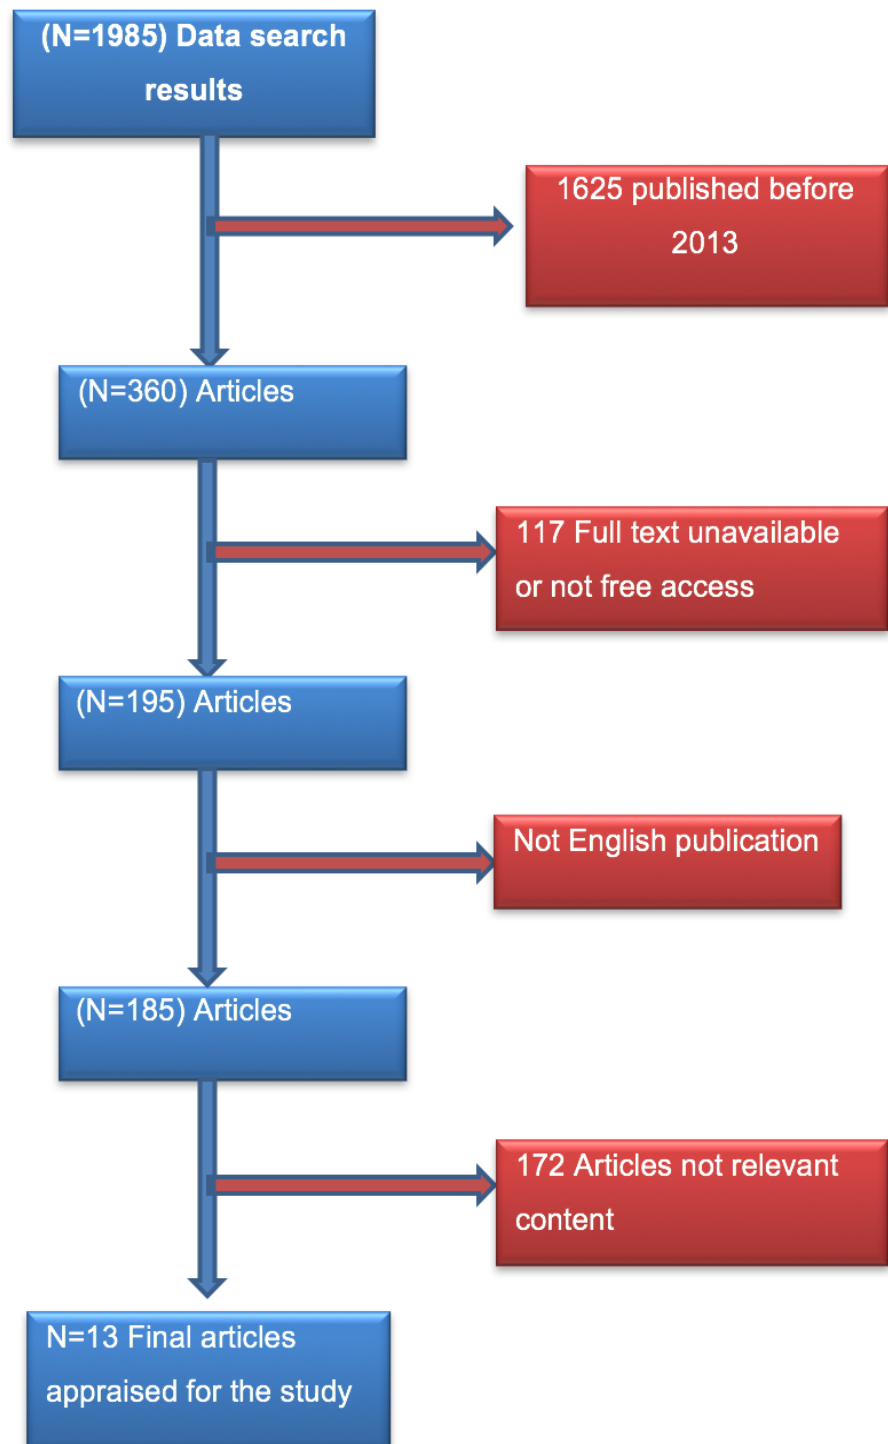 (N=1985) Data search
results
1625 published before
2013
(N=360) Articles
117 Full text unavailable
or not free access
(N=195) Articles
Not English publication
(N=185) Articles
172 Articles not relevant
content
N=13 Final articles
appraised for the study